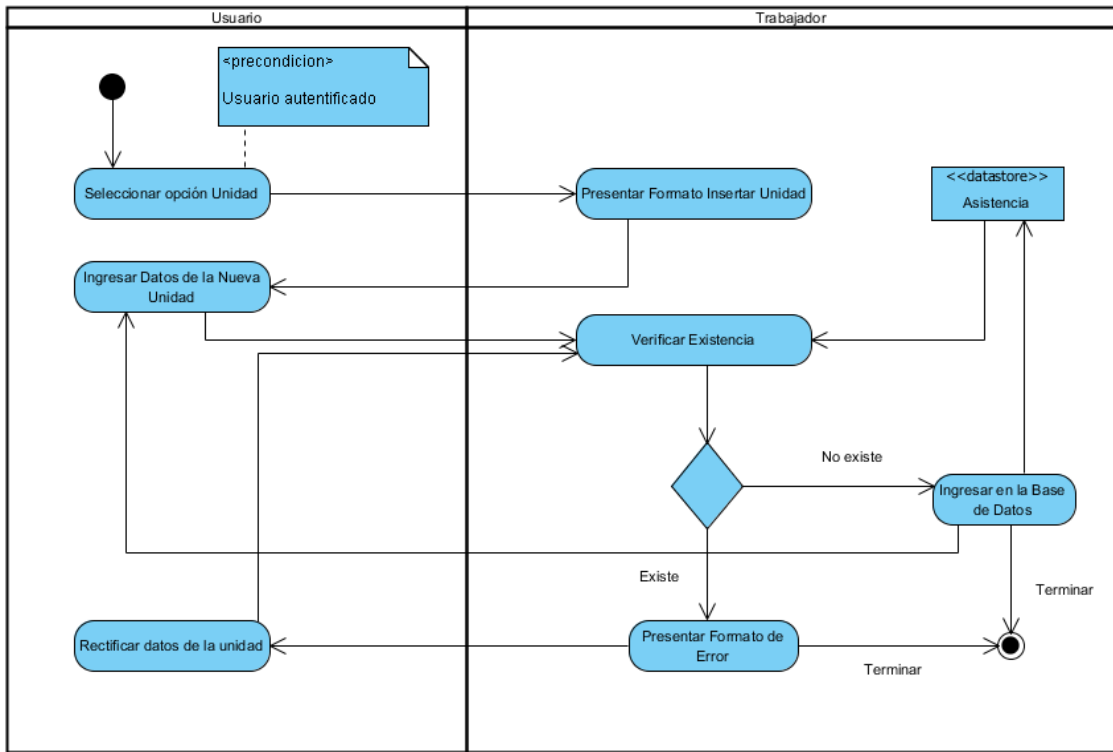 Usuario
Trabajador
<precondicion>
Usuario autentificado
Seleccionar opción Unidad
Presentar Formato Insertar Unidad
<<datastore>>
Asistencia
Ingresar Datos de la Nueva
Unidad
Verificar Existencia
No existe
Ingresar en la Base
de Datos
Existe
Terminar
Rectificar datos de la unidad
Presentar Formato de
Error
Terminar